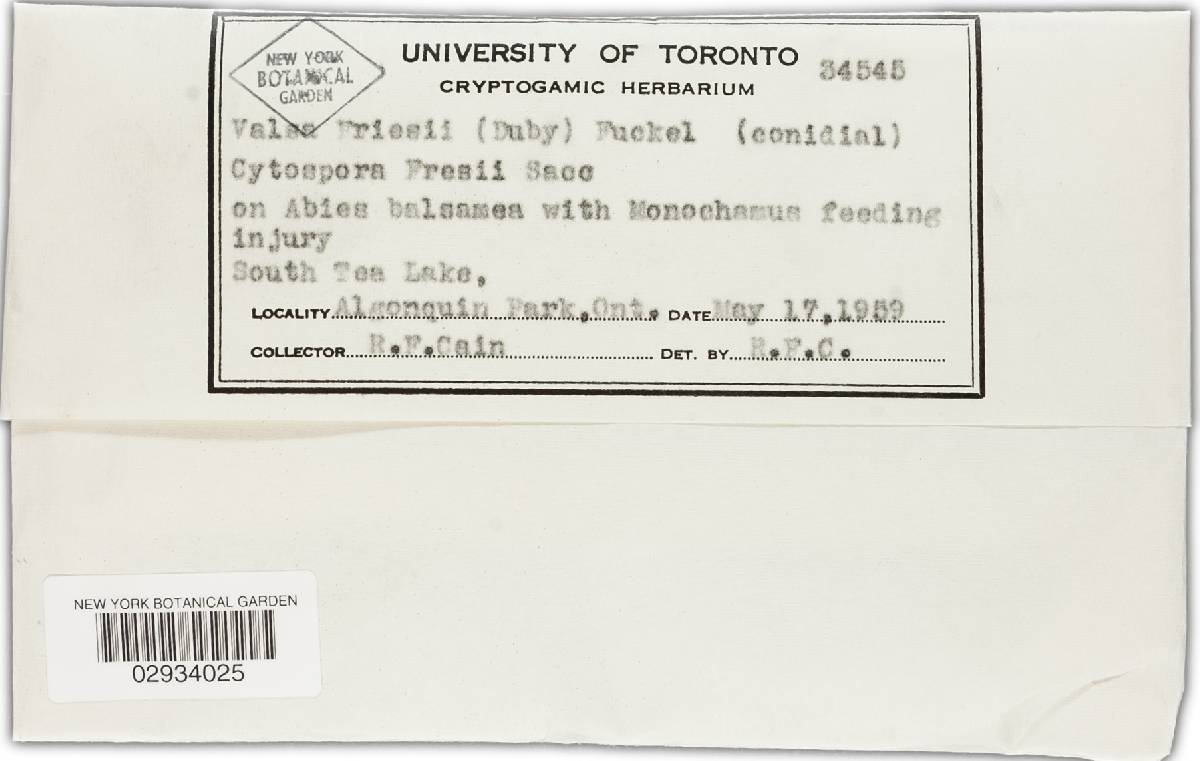 NEW YORK
BOTANICAL
GARDEN
UNIVERSITY OF TORONTO 34545
CRYPTOGAMIC HERBARIUM
Valsa Friesii (Duby) Fuckel (conidial)
Cytospora Fresii Sacc
on Abies balsamea with Monochamus feeding
injury
South Tea Lake,
LOCALITY Algonquin Park, Ont. DATE May 17, 1959
COLLECTOR R.F.Cain DET. BY R.F.C.
NEW YORK BOTANICAL GARDEN
02934025